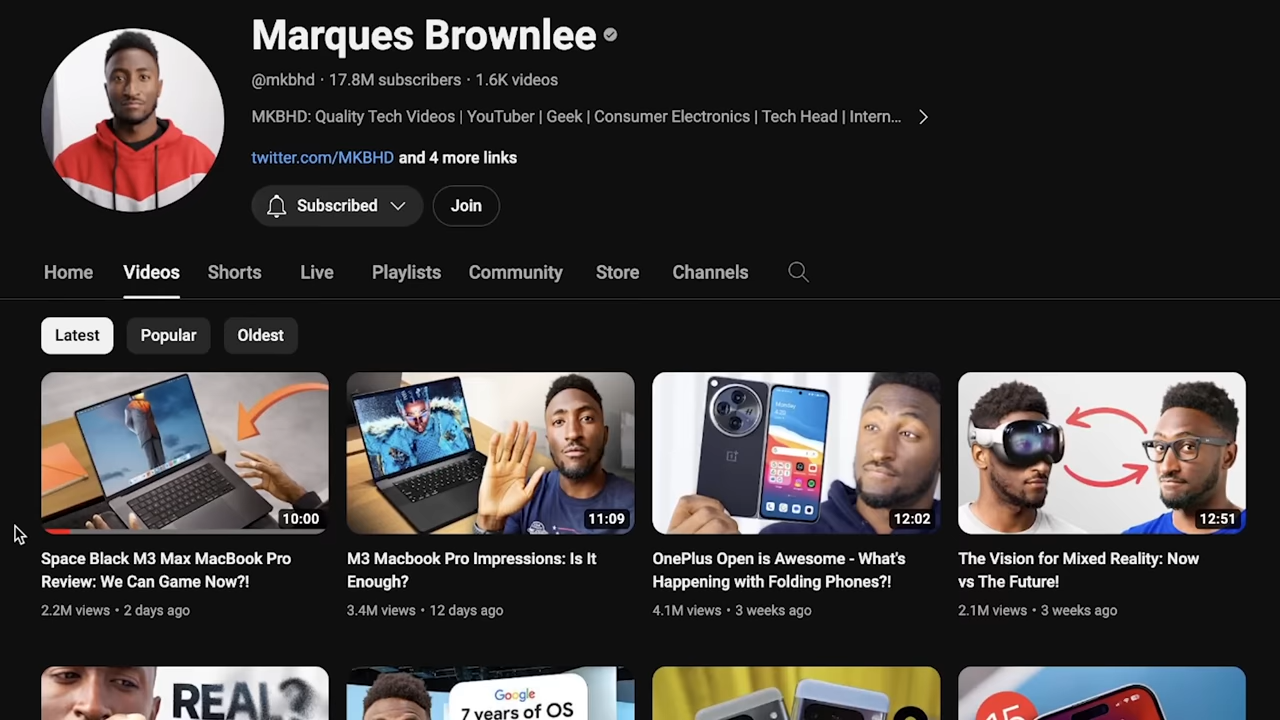 Marques Brownlee
@mkbhd · 17.8M subscribers · 1.6K videos
MKBHD: Quality Tech Videos | YouTuber | Geek | Consumer Electronics | Tech Head | Intern...
twitter.com/MKBHD and 4 more links
Subscribed
Join
Home
Videos
Shorts
Live
Playlists
Community
Store
Channels
Latest
Popular
Oldest
10:00
11:09
12:02
12:51
Space Black M3 Max MacBook Pro
Review: We Can Game Now?!
2.2M views • 2 days ago
M3 Macbook Pro Impressions: Is It
Enough?
3.4M views • 12 days ago
OnePlus Open is Awesome - What's
Happening with Folding Phones?!
4.1M views • 3 weeks ago
The Vision for Mixed Reality: Now
vs The Future!
2.1M views • 3 weeks ago
REAL?
Google
7 years of OS
15